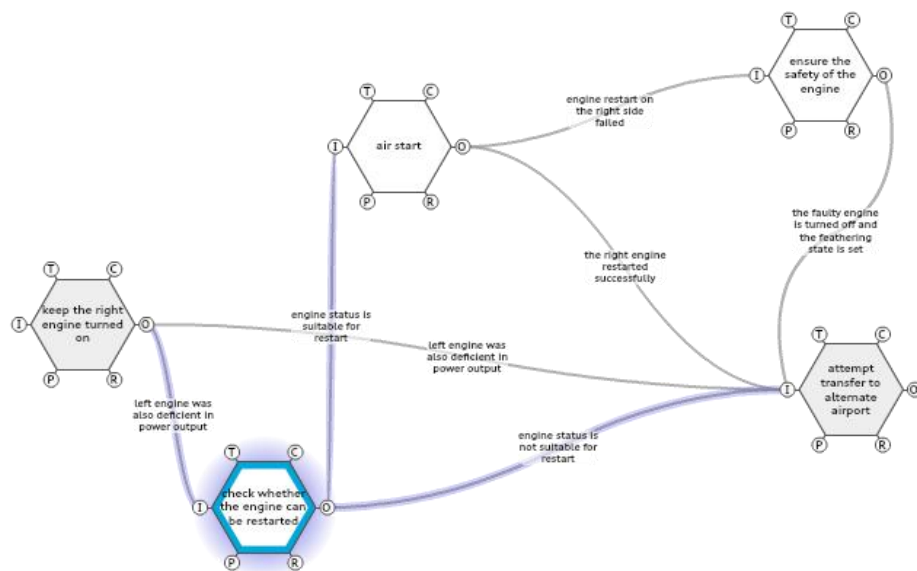 T
C
ensure the
safety of the
engine
I
O
P
R
engine restart on
the right side
failed
T
C
air start
I
O
P
R
the faulty engine
is turned off and
the feathering
state is set
the right engine
restarted
successfully
T
C
keep the right
engine turned
on
I
O
P
R
engine status is
suitable for
restart
left engine was
also deficient in
power output
T
C
attempt
transfer to
alternate
airport
I
O
P
R
left engine was
also deficient in
power output
engine status is
not suitable for
restart
T
C
check whether
the engine can
be restarted
I
O
P
R